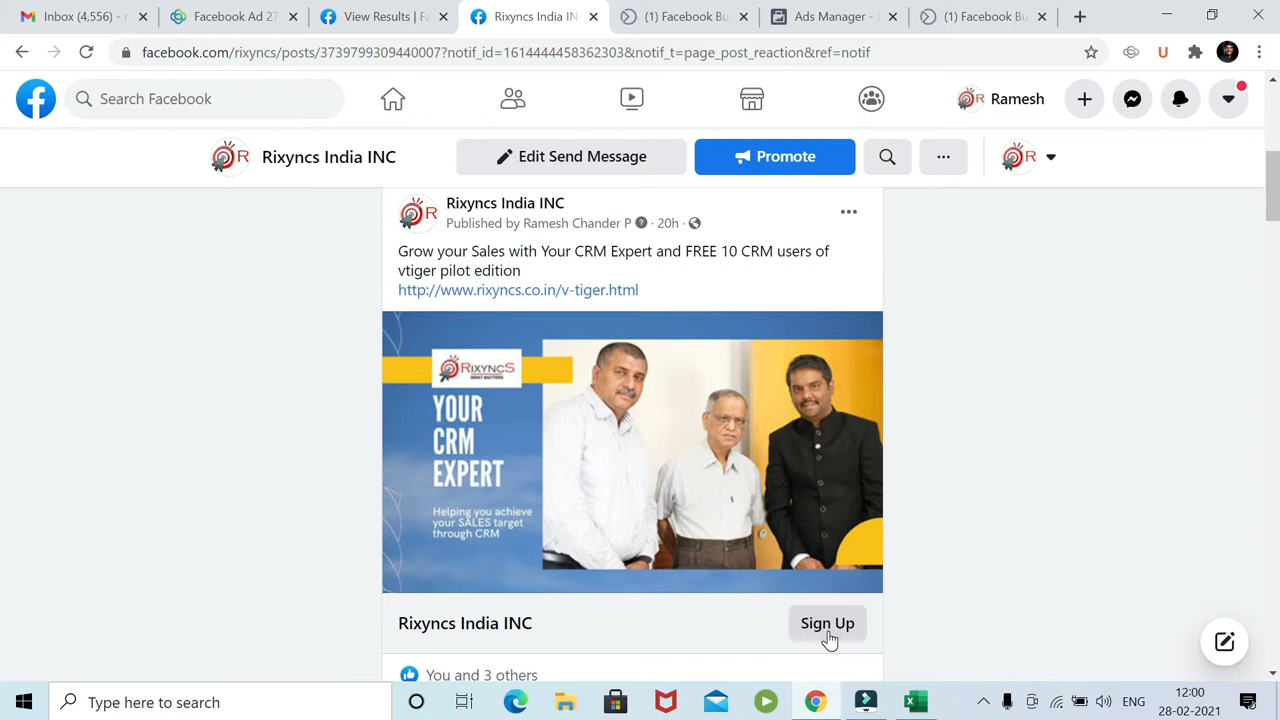 Inbox (4,556) - r
Facebook Ad 27
View Results | Fa
Rixyncs India IN
(1) Facebook Bu
Ads Manager -
(1) Facebook Bu
facebook.com/rixyncs/posts/3739799309440007?notif_id=1614444458362303&notif_t=page_post_reaction&ref=notif
U
Search Facebook
Ramesh
Rixyncs India INC
Edit Send Message
Promote
Rixyncs India INC
Published by Ramesh Chander P · 20h ·
Grow your Sales with Your CRM Expert and FREE 10 CRM users of
vtiger pilot edition
http://www.rixyncs.co.in/v-tiger.html
RIXYNCS
WHAT MATTERS
YOUR
CRM
EXPERT
Helping you achieve
your SALES target
through CRM
Rixyncs India INC
Sign Up
You and 3 others
Type here to search
ENG
12:00
28-02-2021